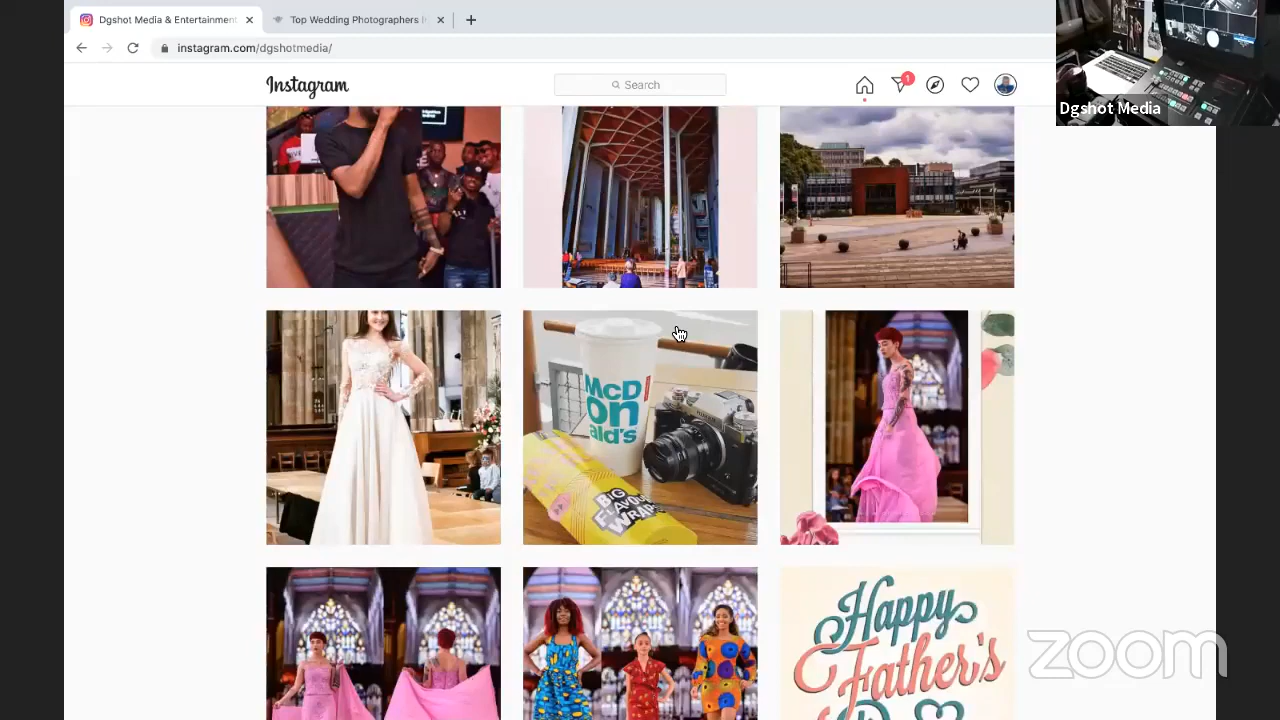 Dgshot Media & Entertainment
Top Wedding Photographers
instagram.com/dgshotmedia/
Instagram
Search
1
Dgshot Media
McD
on
ald's
BIG
FLAVOUR
WRAPS
Happy
Father's
zoom